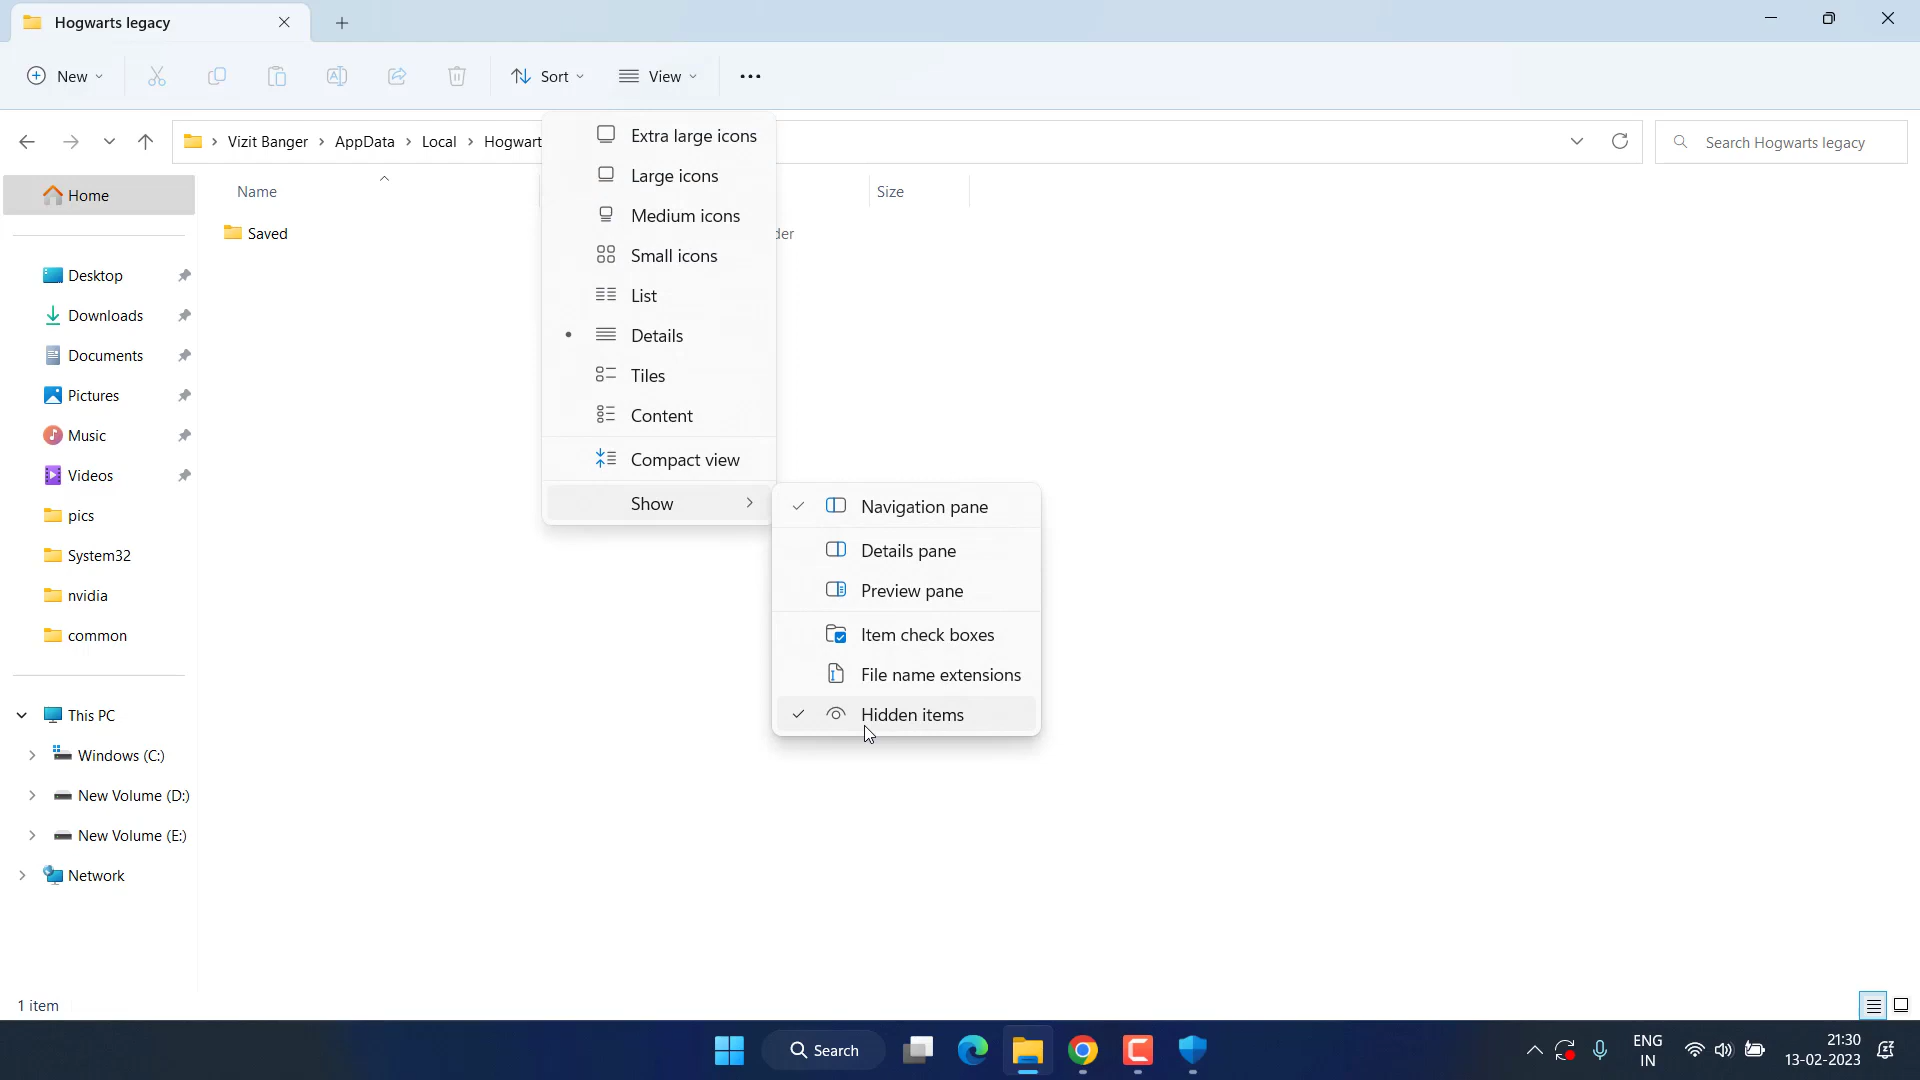 Hogwarts legacy
New
Sort
View
Vizit Banger
AppData
Local
Hogwart
Search Hogwarts legacy
Name
Size
Saved
der
Home
Desktop
Downloads
Documents
Pictures
Music
Videos
pics
System32
nvidia
common
This PC
Windows (C:)
New Volume (D:)
New Volume (E:)
Network
Extra large icons
Large icons
Medium icons
Small icons
List
Details
Tiles
Content
Compact view
Show
Navigation pane
Details pane
Preview pane
Item check boxes
File name extensions
Hidden items
1 item
Search
ENG
IN
21:30
13-02-2023